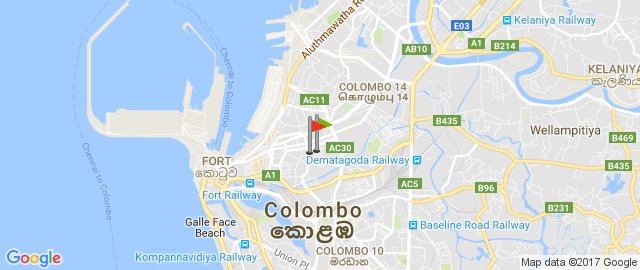 Kelaniya Railway
E03
A1
B214
AB10
Aluthmawatha Rd
KELANIYA
කැලණිය
Chennai to Colombo
COLOMBO 14
கொழும்பு 14
AC11
B435
Wellampitiya
B469
AC30
B435
Chennai to Colombo
FORT
කොටුව
Dematagoda Railway
A1
Fort Railway
AC5
B96
B231
Colombo
කොළඹ
Galle Face
Beach
Baseline Road Railway
COLOMBO 10
මරදාන
Kompannavidiya Railway
Union Pl
Google
Map data ©2017 Google